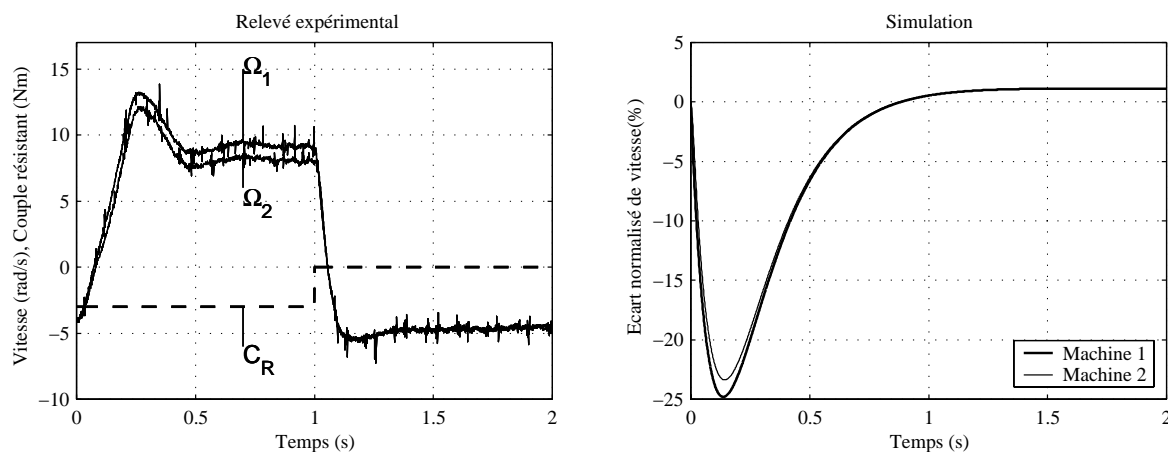 Relevé expérimental
Vitesse (rad/s), Couple résistant (Nm)
15
10
5
0
−5
−10
Ω1
Ω2
CR
0
0.5
1
1.5
2
Temps (s)
Simulation
Ecart normalisé de vitesse(%)
5
0
−5
−10
−15
−20
−25
Machine 1
Machine 2
0
0.5
1
1.5
2
Temps (s)